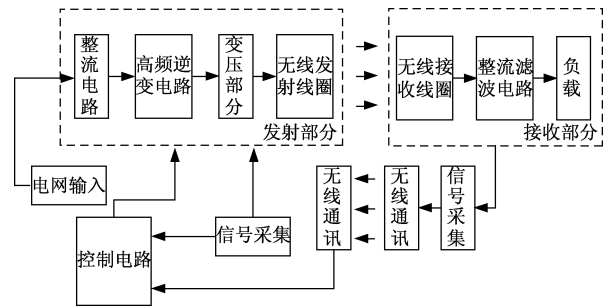 整流电路
高频逆
变电路
变压部分
无线发
射线圈
发射部分
无线接
收线圈
整流滤
波电路
负载
接收部分
电网输入
控制电路
信号采集
无线通讯
无线通讯
信号采集